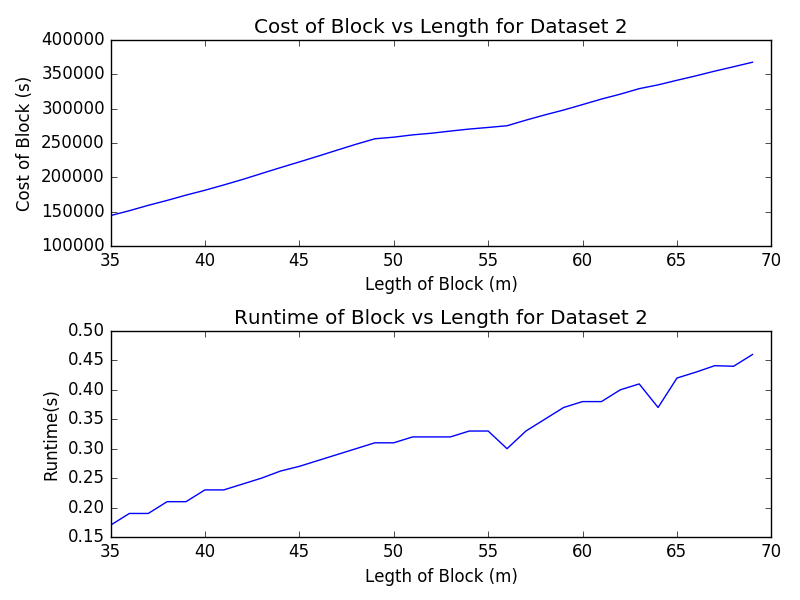 Cost of Block vs Length for Dataset 2
400000
350000
300000
250000
200000
150000
100000
Cost of Block (s)
35 40 45 50 55 60 65 70
Legth of Block (m)
Runtime of Block vs Length for Dataset 2
0.50
0.45
0.40
0.35
0.30
0.25
0.20
0.15
Runtime(s)
35 40 45 50 55 60 65 70
Legth of Block (m)